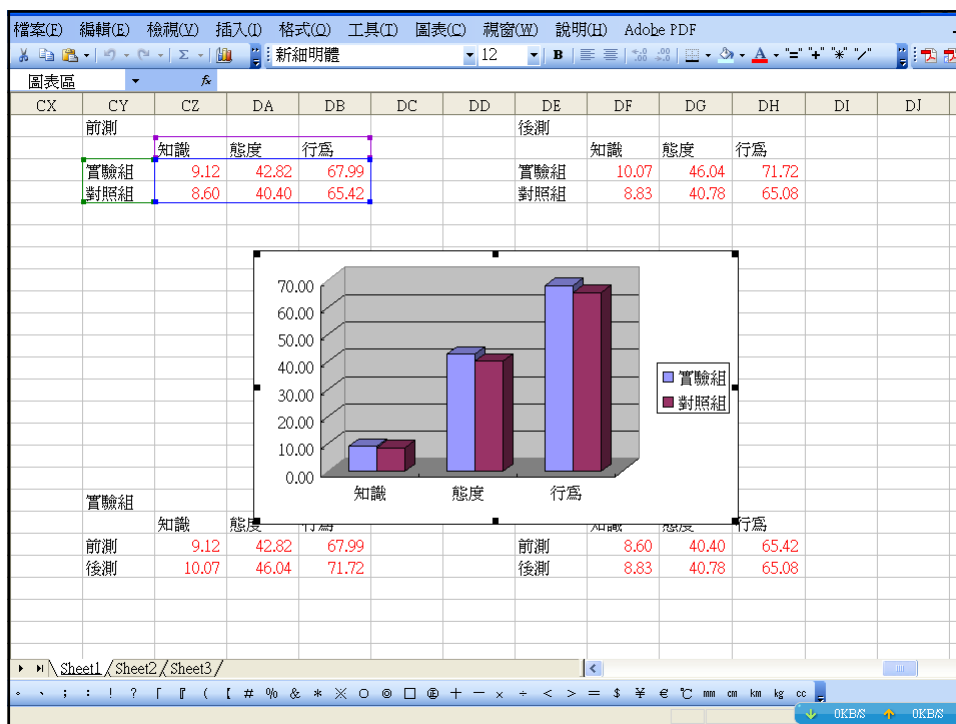 檔案(F) 編輯(E) 檢視(V) 插入(I) 格式(O) 工具(T) 圖表(C) 視窗(W) 說明(H) Adobe PDF
Σ 新細明體 12 B A "=" "+" "*" "/"
圖表區 fx
CX CY CZ DA DB DC DD DE DF DG DH DI DJ
前測 後測
知識 態度 行為 知識 態度 行為
實驗組 9.12 42.82 67.99 實驗組 10.07 46.04 71.72
對照組 8.60 40.40 65.42 對照組 8.83 40.78 65.08
70.00
60.00
50.00
40.00
30.00
20.00
10.00
0.00
知識 態度 行為
實驗組
對照組
實驗組
知識 態度 行為 知識 態度 行為
前測 9.12 42.82 67.99 前測 8.60 40.40 65.42
後測 10.07 46.04 71.72 後測 8.83 40.78 65.08
Sheet1 Sheet2 Sheet3
。 、 ; : ! ? 「 『 ( 【 # % & * ※ ○ ◎ □ ㊣ + − × ÷ < > = $ ¥ € ℃ mm cm km kg cc
0KB/S 0KB/S